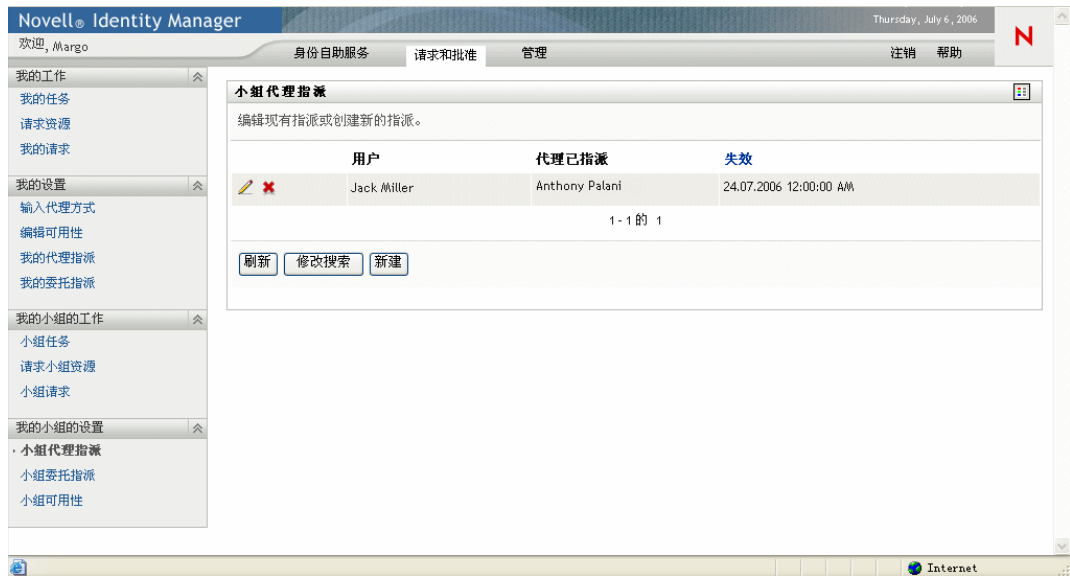 Novell® Identity Manager
Thursday, July 6, 2006
N
欢迎, Margo
身份自助服务 请求和批准 管理 注销 帮助
我的工作
我的任务
请求资源
我的请求
我的设置
输入代理方式
编辑可用性
我的代理指派
我的委托指派
我的小组的工作
小组任务
请求小组资源
小组请求
我的小组的设置
小组代理指派
小组委托指派
小组可用性
小组代理指派
编辑现有指派或创建新的指派。
用户 代理已指派 失效
Jack Miller Anthony Palani 24.07.2006 12:00:00 AM
1 - 1 的 1
刷新 修改搜索 新建
Internet